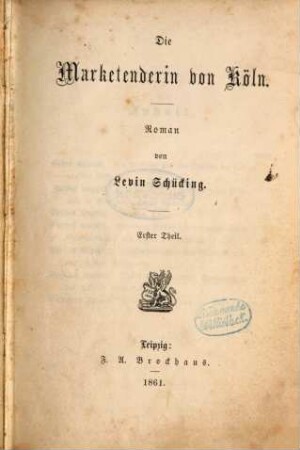 Die
Marketenderin von Köln.
Roman
von
Levin Schücking.
Erster Theil.
Leipzig:
F. A. Brockhaus.
1861.